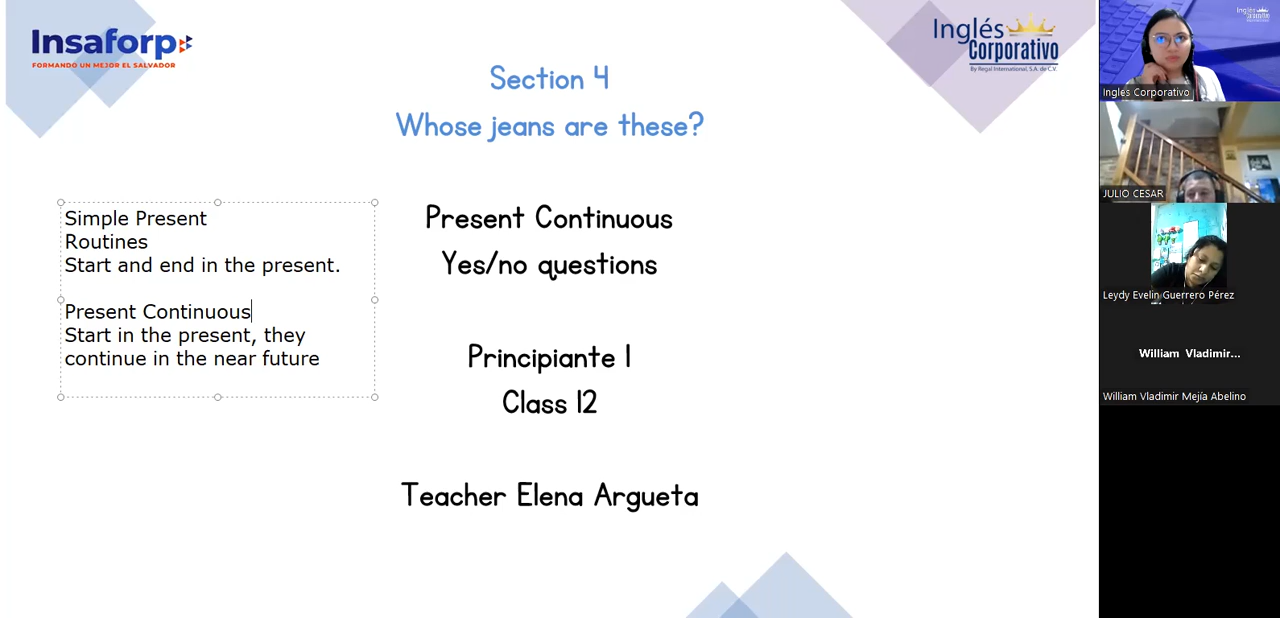 Insaforp
FORMANDO UN MEJOR EL SALVADOR
Inglés
Corporativo
By Regal International, S.A. de C.V.
Section 4
Whose jeans are these?
Simple Present
Routines
Start and end in the present.
Present Continuous
Start in the present, they
continue in the near future
Present Continuous
Yes/no questions
Principiante 1
Class 12
Teacher Elena Argueta
Inglés
Corporativo
Ingles Corporativo
JULIO CESAR
Leydy Evelin Guerrero Pérez
William Vladimir...
William Vladimir Mejía Abelino